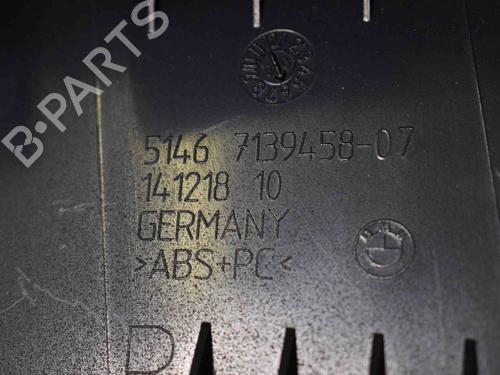 B-PARTS
5146 7139458-07
141218 10
GERMANY
>ABS+PC<
D